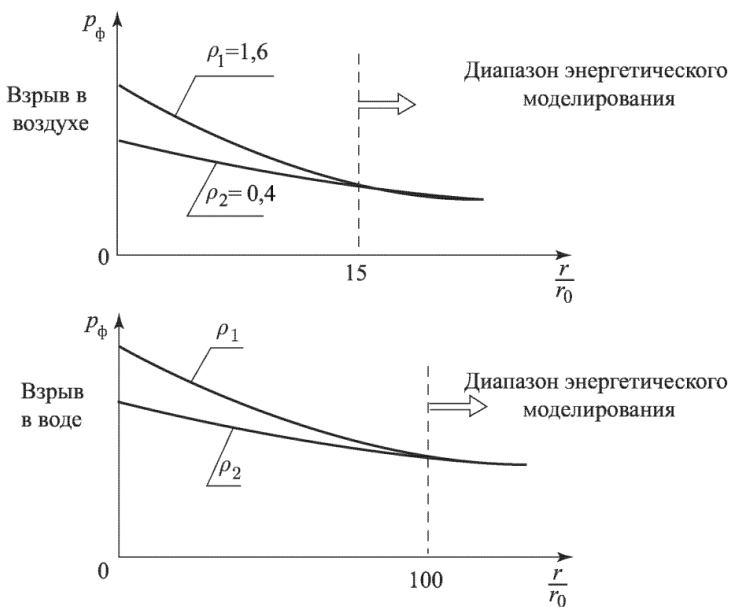 pф
ρ1=1,6
Диапазон энергетического
моделирования
Взрыв в
воздухе
ρ2= 0,4
0
15
r
r0
pф
ρ1
Диапазон энергетического
моделирования
Взрыв
в воде
ρ2
0
100
r
r0